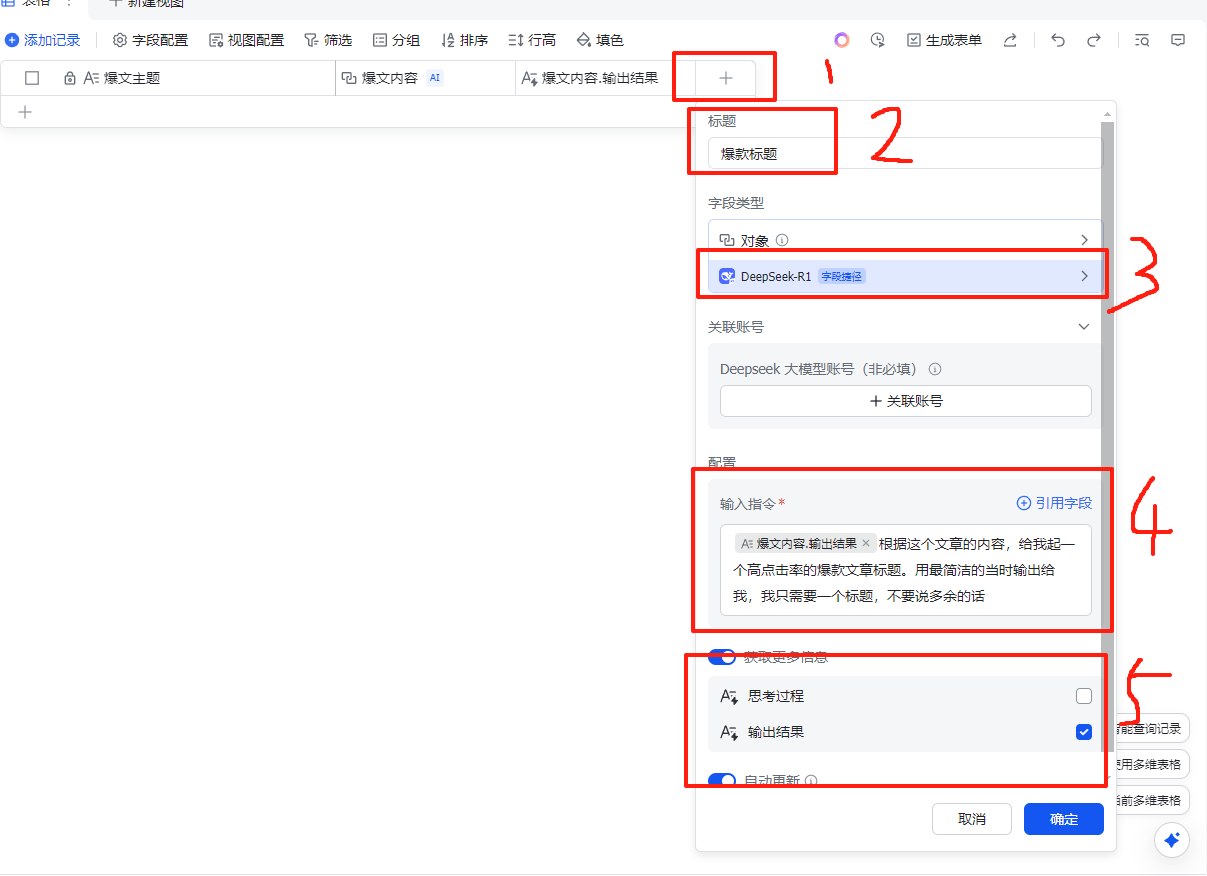 表格
新建视图
添加记录 字段配置 视图配置 筛选 分组 排序 行高 填色 生成表单
爆文主题 爆文内容 AI 爆文内容.输出结果
1
标题
2
爆款标题
字段类型
对象
DeepSeek-R1 字段捷径
3
关联账号
Deepseek 大模型账号（非必填）
关联账号
配置
输入指令* 引用字段
4
爆文内容.输出结果 × 根据这个文章的内容，给我起一
个高点击率的爆款文章标题。用最简洁的当时输出给
我，我只需要一个标题，不要说多余的话
获取更多信息
5
思考过程
输出结果
能查询记录
用多维表格
自动更新
前多维表格
取消 确定